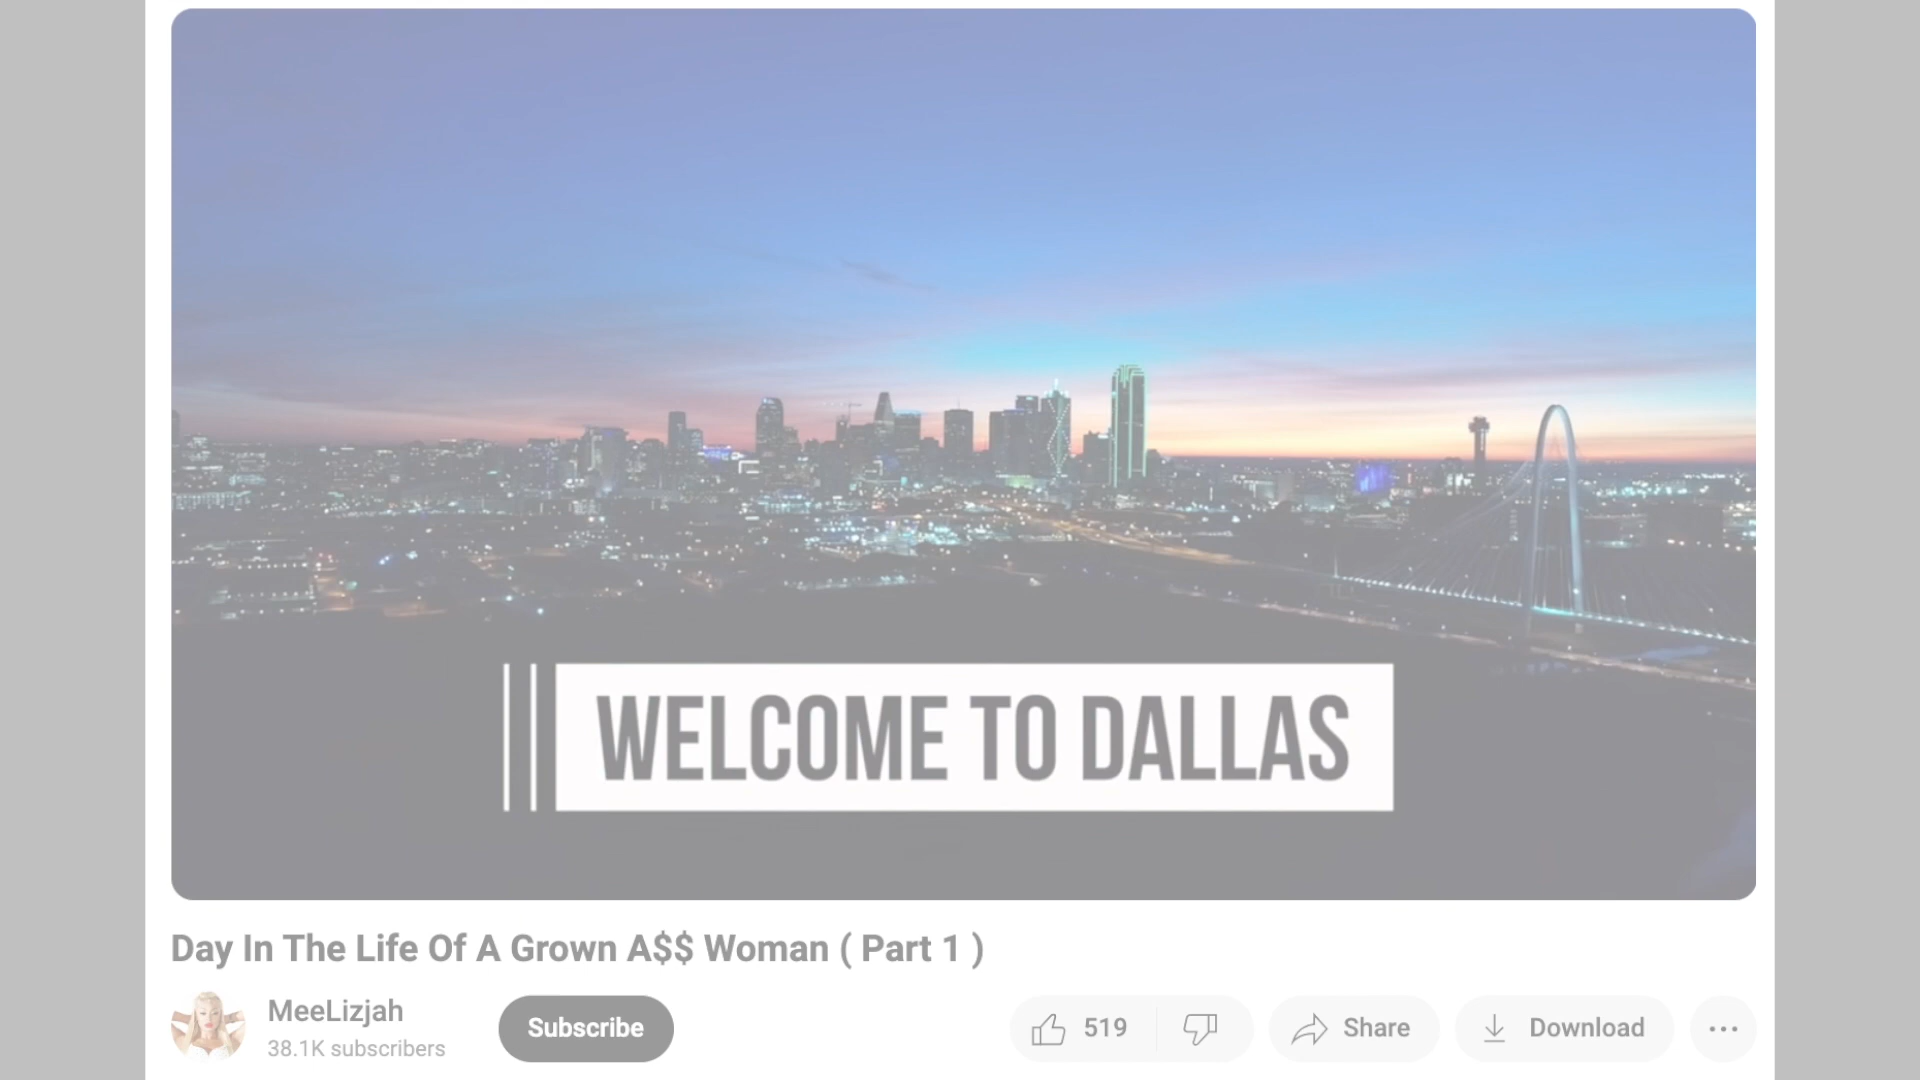 WELCOME TO DALLAS
Day In The Life Of A Grown A$$ Woman ( Part 1 )
MeeLizjah
38.1K subscribers
Subscribe
519
Share
Download